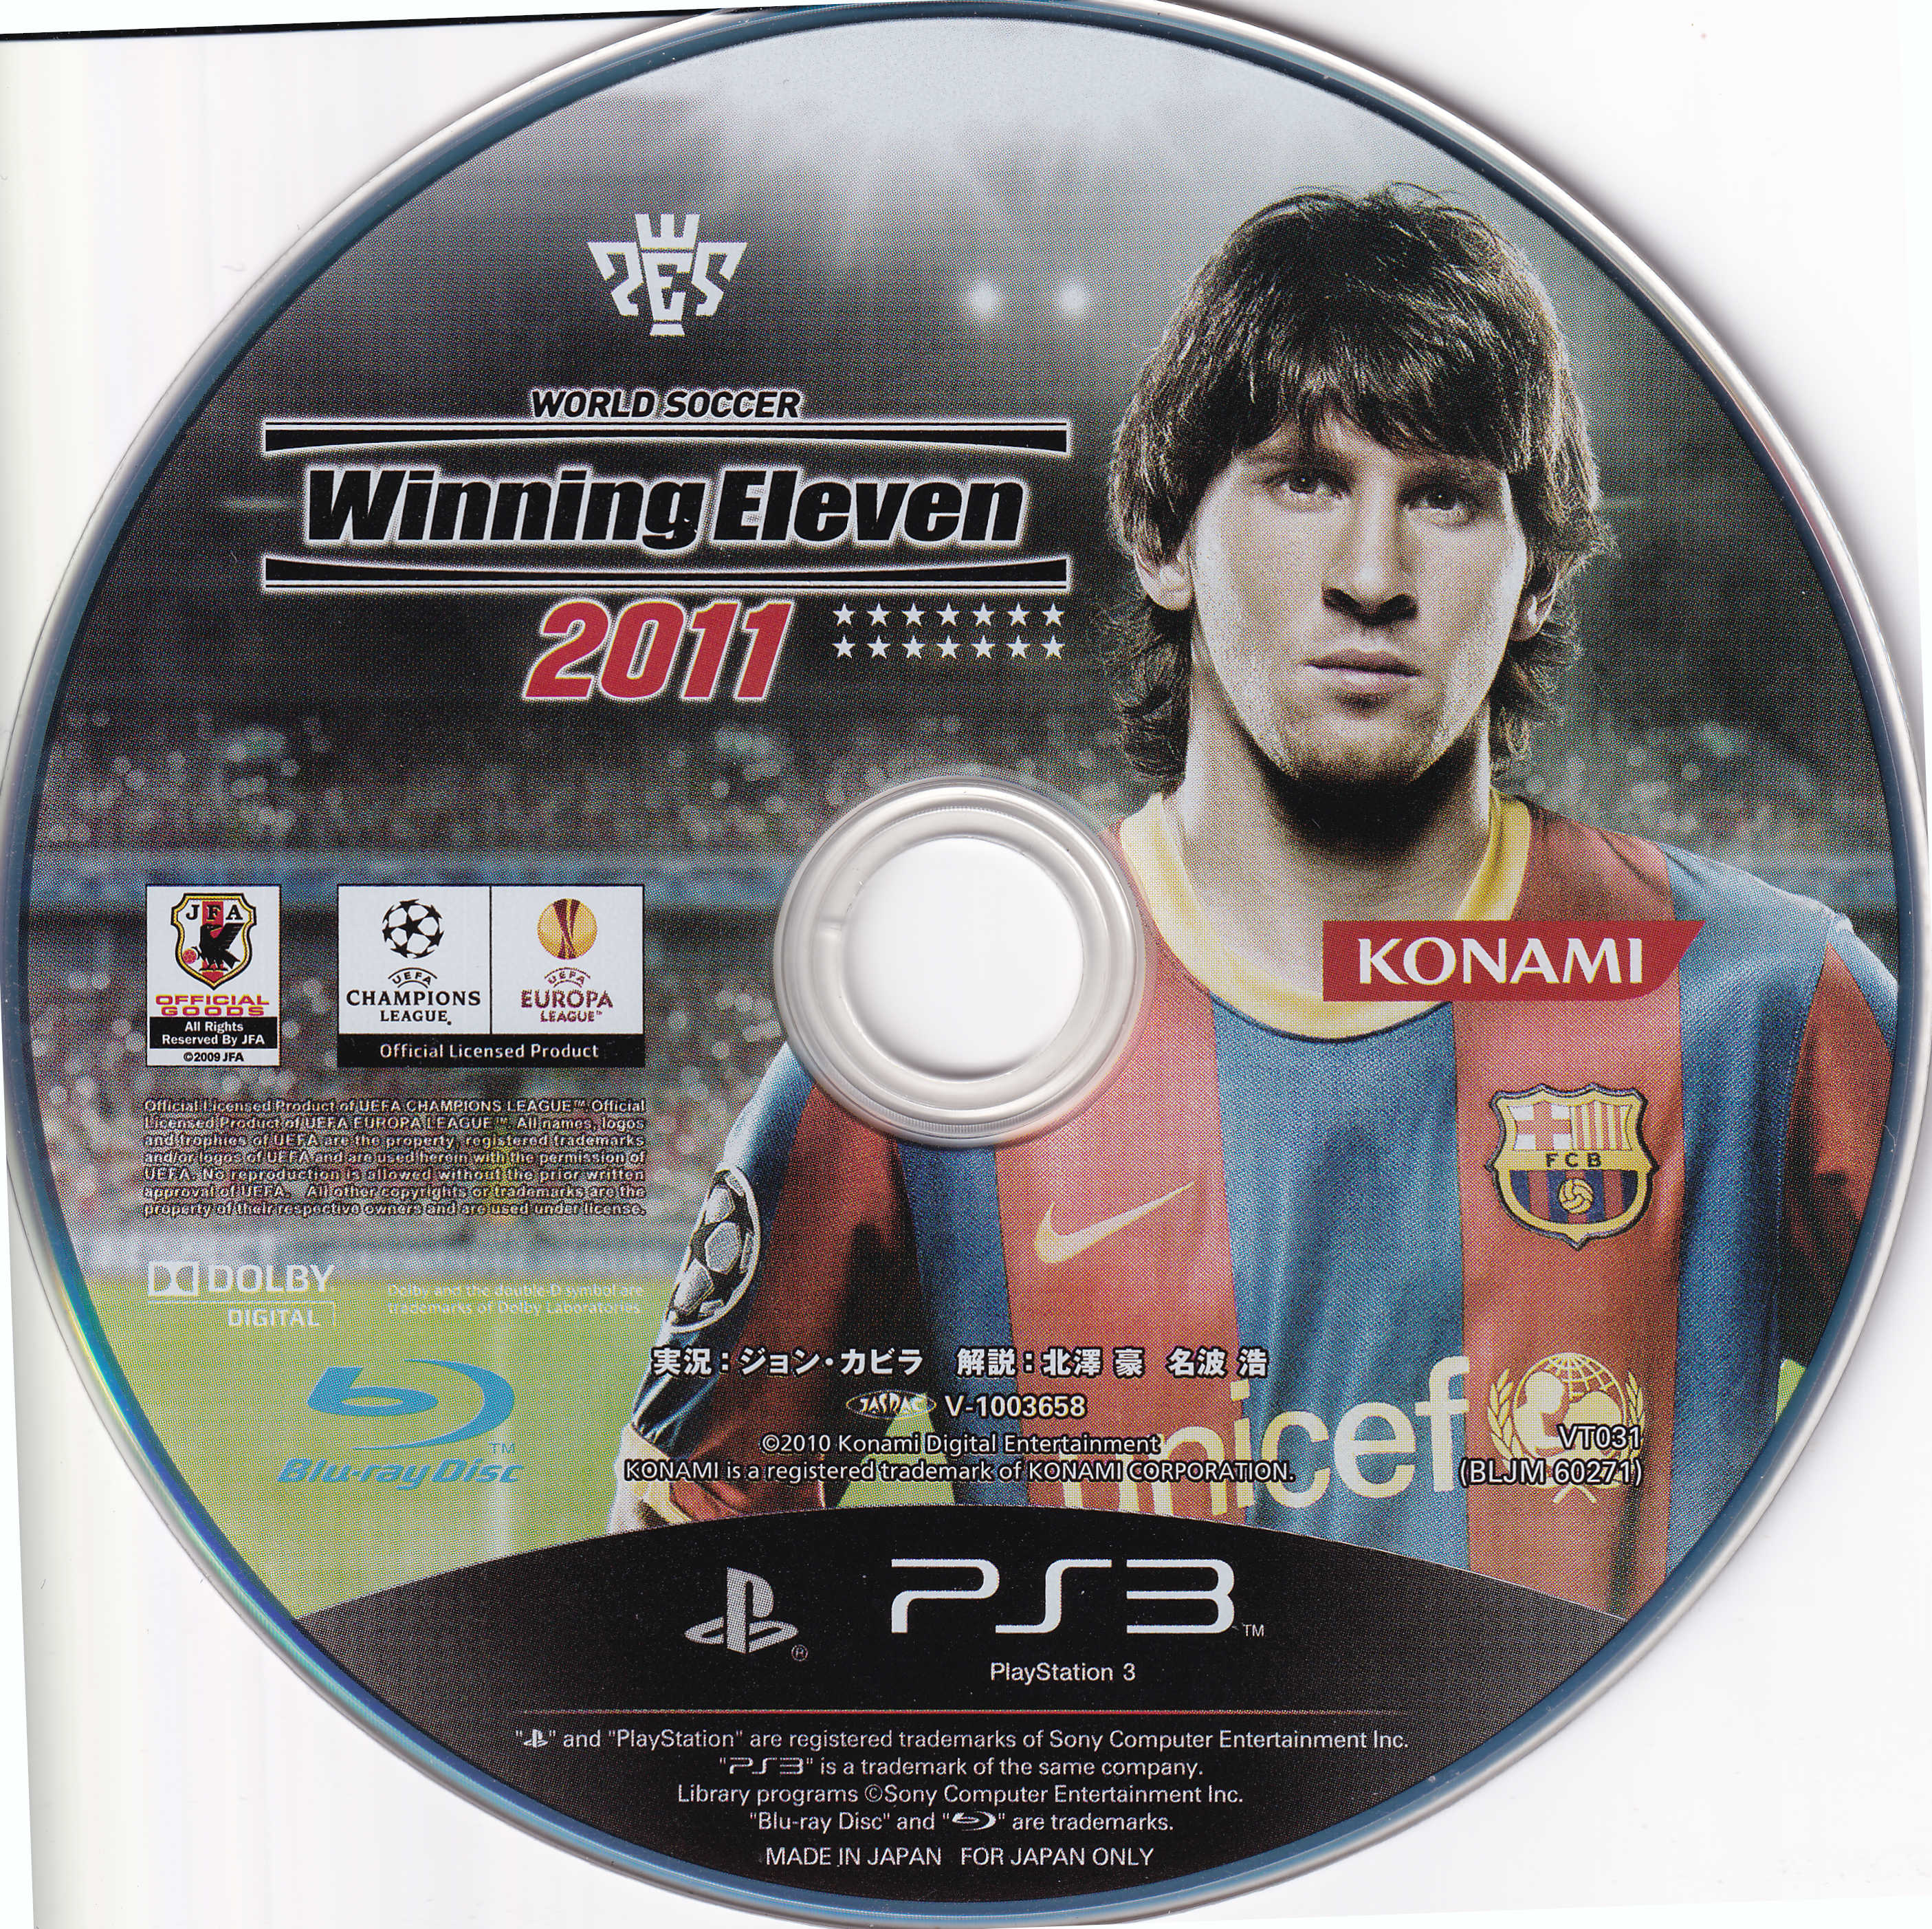 WORLD SOCCER
Winning Eleven
2011
JFA
OFFICIAL
GOODS
All Rights
Reserved By JFA
©2009 JFA
UEFA
CHAMPIONS
LEAGUE®
UEFA
EUROPA
LEAGUE™
Official Licensed Product
KONAMI
FCB
Official Licensed Product of UEFA CHAMPIONS LEAGUE™. Official
Licensed Product of UEFA EUROPA LEAGUE™. All names, logos
and trophies of UEFA are the property, registered trademarks
and/or logos of UEFA and are used herein with the permission of
UEFA. No reproduction is allowed without the prior written
approval of UEFA. All other copyrights or trademarks are the
property of their respective owners and are used under license.
DOLBY
DIGITAL
Dolby and the double-D symbol are
trademarks of Dolby Laboratories.
Blu-ray Disc™
unicef
実況：ジョン・カビラ 解説：北澤 豪 名波 浩
JASRAC V-1003658
©2010 Konami Digital Entertainment
KONAMI is a registered trademark of KONAMI CORPORATION.
VT031
(BLJM 60271)
PS3™
PlayStation 3
" " and "PlayStation" are registered trademarks of Sony Computer Entertainment Inc.
"PS3" is a trademark of the same company.
Library programs ©Sony Computer Entertainment Inc.
"Blu-ray Disc" and " " are trademarks.
MADE IN JAPAN FOR JAPAN ONLY